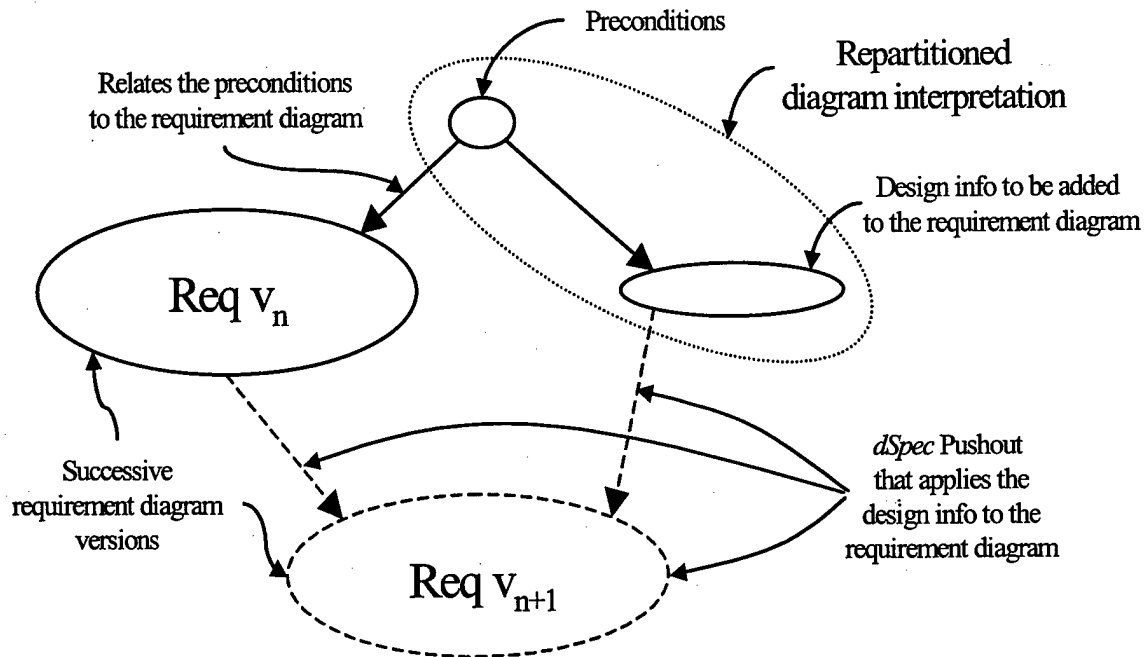 Preconditions
Relates the preconditions
to the requirement diagram
Repartitioned
diagram interpretation
Design info to be added
to the requirement diagram
Req vn
Successive
requirement diagram
versions
dSpec Pushout
that applies the
design info to the
requirement diagram
Req vn+1